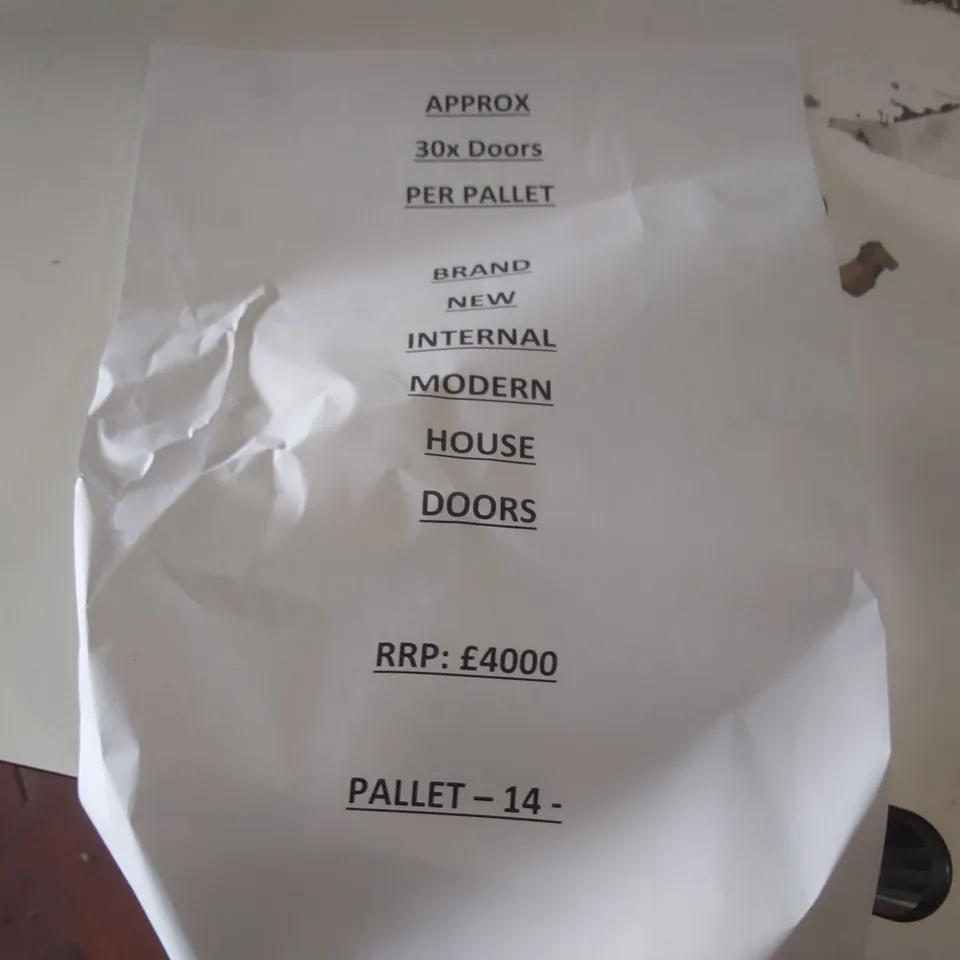 APPROX
30x Doors
PER PALLET
BRAND
NEW
INTERNAL
MODERN
HOUSE
DOORS
RRP: £4000
PALLET – 14 -